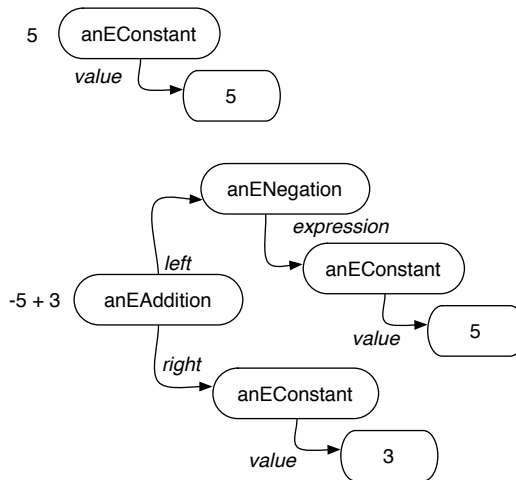 5 anEConstant
value
5
anENegation
expression
left
anEConstant
-5 + 3 anEAddition
5
value
right
anEConstant
value
3